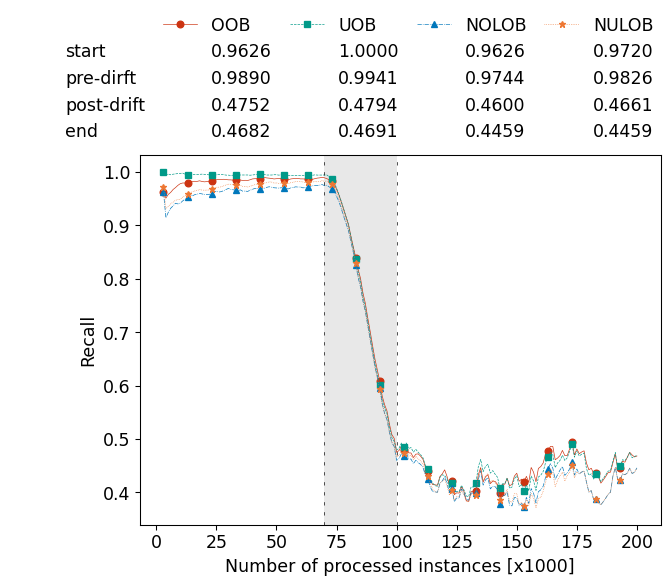 OOB UOB NOLOB NULOB
start 0.9626 1.0000 0.9626 0.9720
pre-dirft 0.9890 0.9941 0.9744 0.9826
post-drift 0.4752 0.4794 0.4600 0.4661
end 0.4682 0.4691 0.4459 0.4459
1.0
0.9
0.8
0.7
0.6
0.5
0.4
Recall
0 25 50 75 100 125 150 175 200
Number of processed instances [x1000]